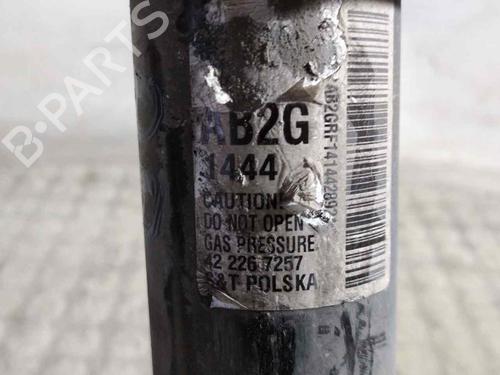 AB2G
1444
CAUTION!
DO NOT OPEN
GAS PRESSURE
42 226 7257
S&T POLSKA
B-PARTS